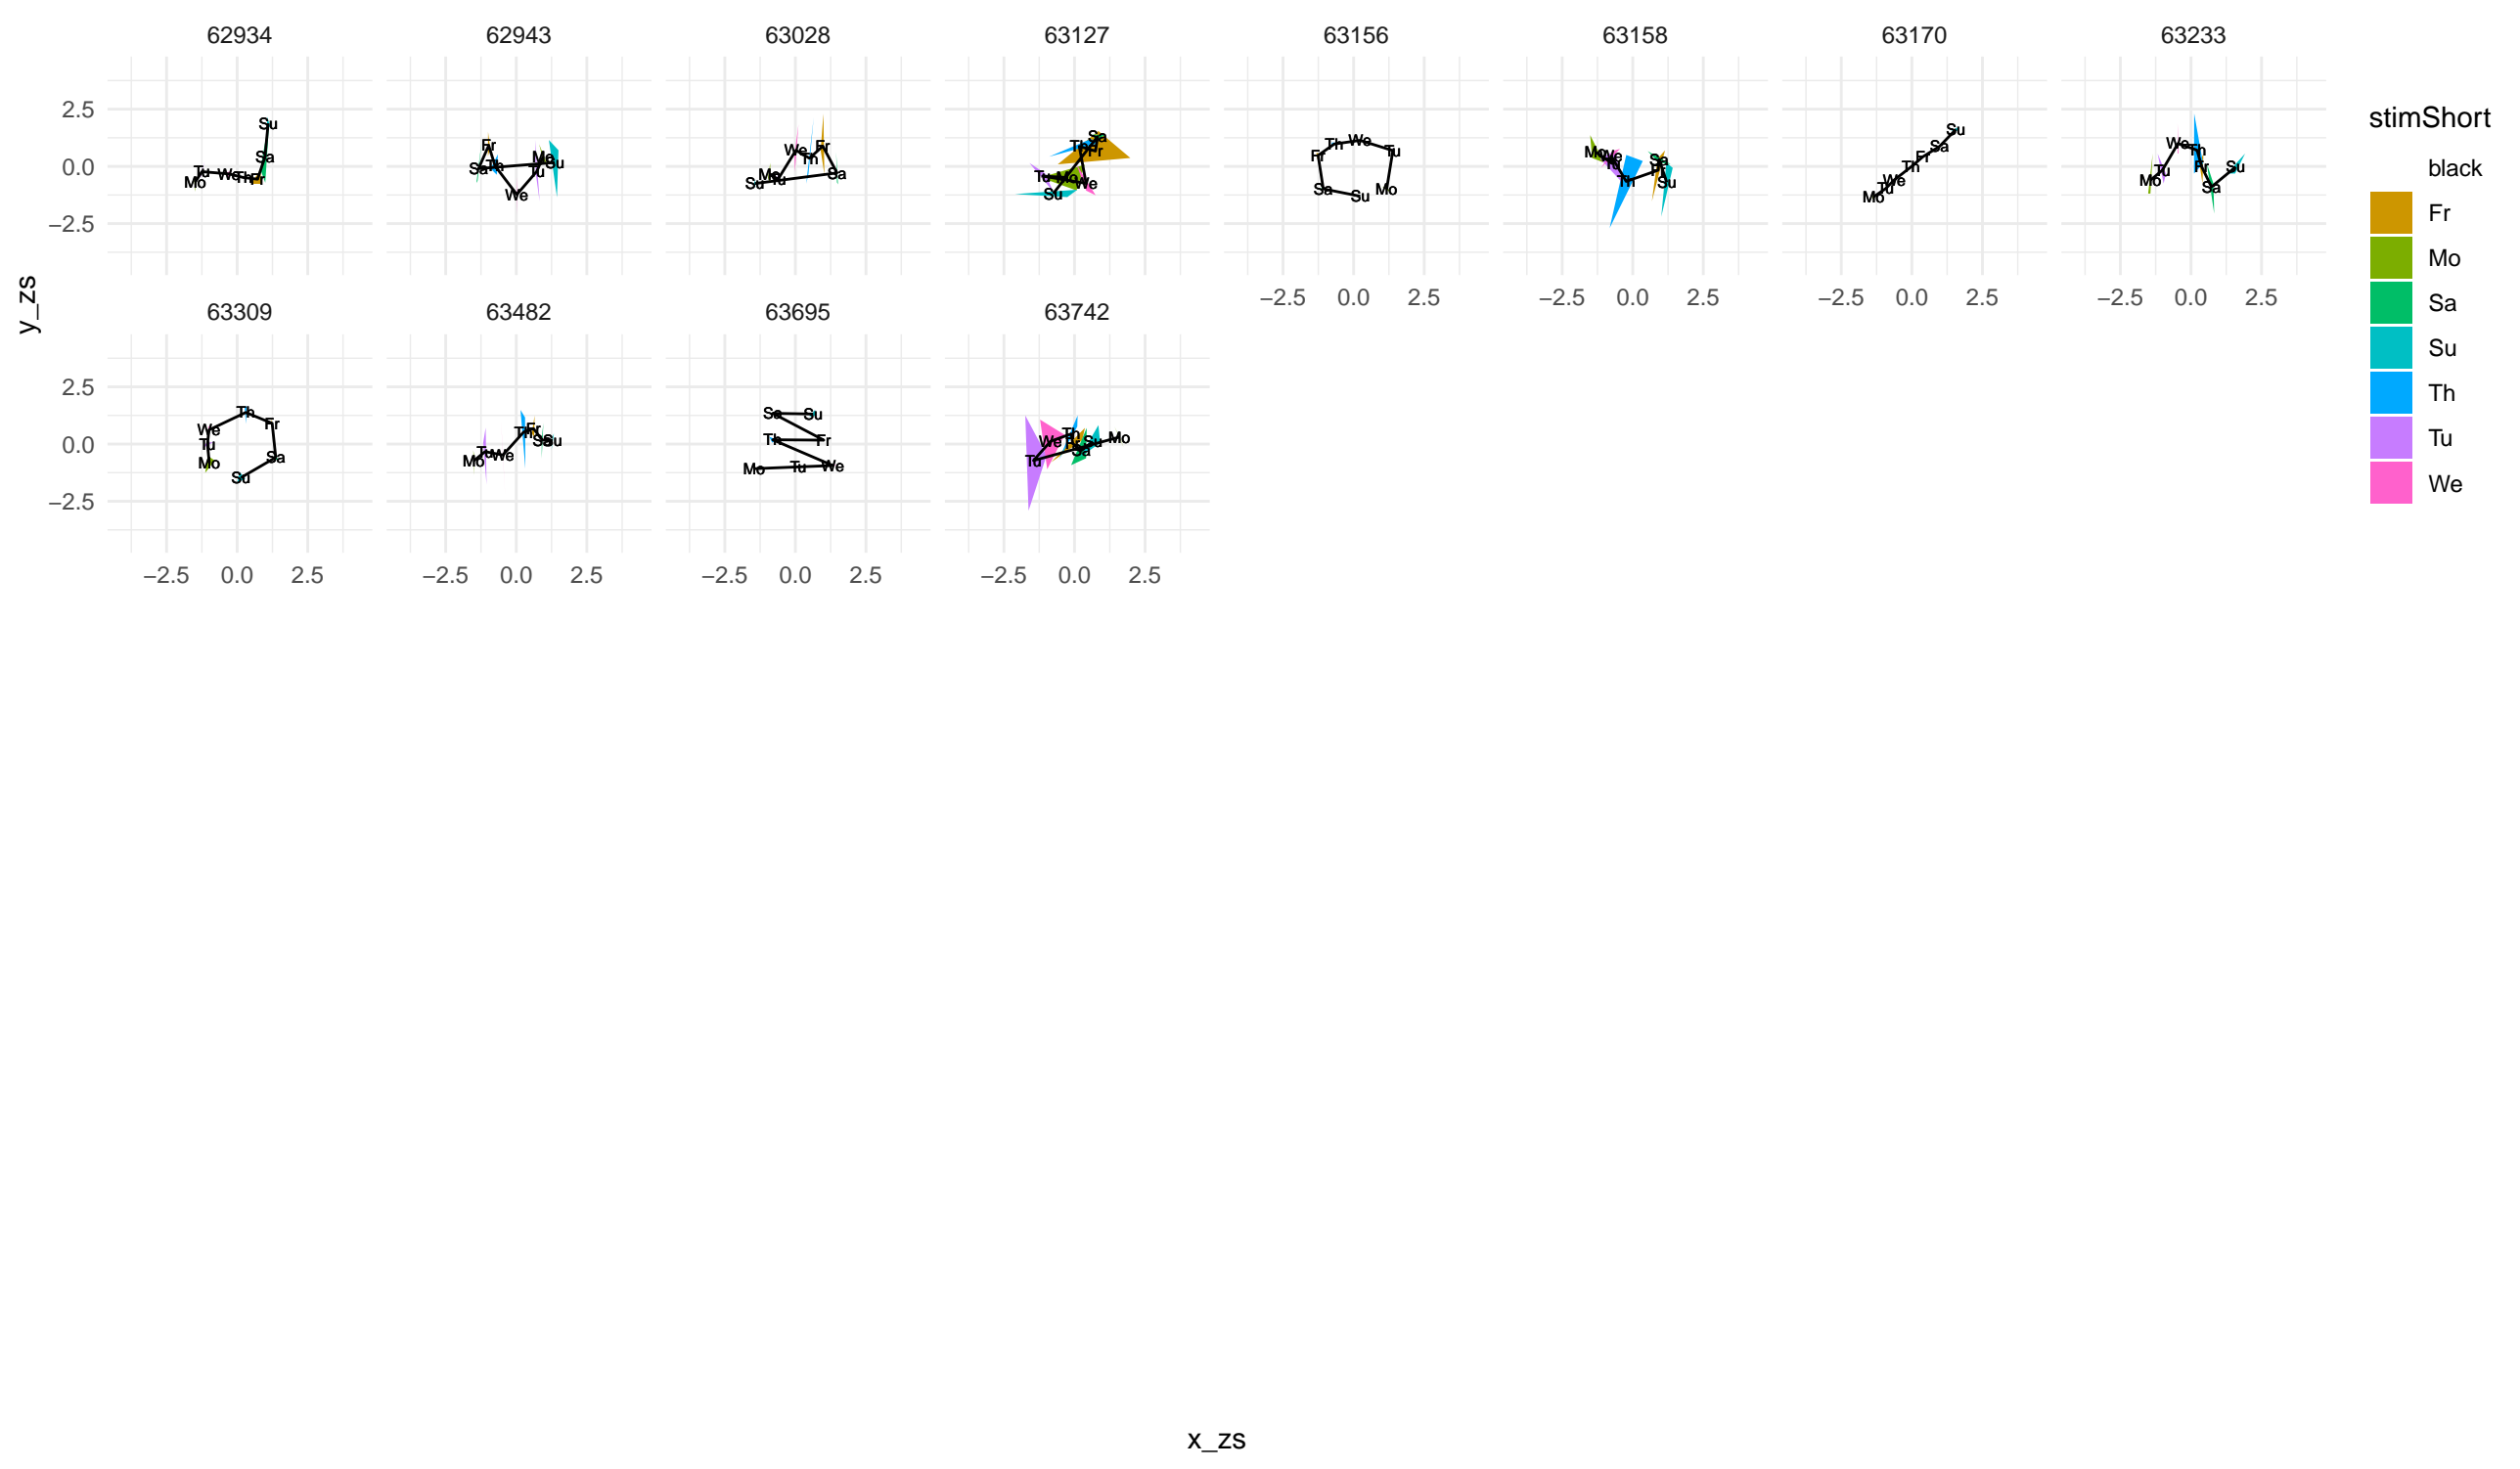 62934 62943 63028 63127 63156 63158 63170 63233
stimShort
black
Fr
Mo
Sa
Su
Th
Tu
We
y_zs
2.5
0.0
−2.5
Mo Tu We Th Fr Sa Su
Fr Sa Th We Tu Mo Su
Su Mo Tu We Th Fr Sa
Tu Mo Su We Th Fr Sa
Fr Th We Tu Sa Su Mo
Mo We Tu Th Sa Fr Su
Mo Tu We Th Fr Sa Su
Mo Tu We Th Fr Sa Su
−2.5 0.0 2.5 −2.5 0.0 2.5 −2.5 0.0 2.5 −2.5 0.0 2.5
63309 63482 63695 63742
2.5
0.0
−2.5
We Tu Mo Th Fr Sa Su
Mo Tu We Th Fr Sa Su
Sa Su Th Fr Mo Tu We
Tu We Th Fr Sa Su Mo
−2.5 0.0 2.5 −2.5 0.0 2.5 −2.5 0.0 2.5 −2.5 0.0 2.5
x_zs